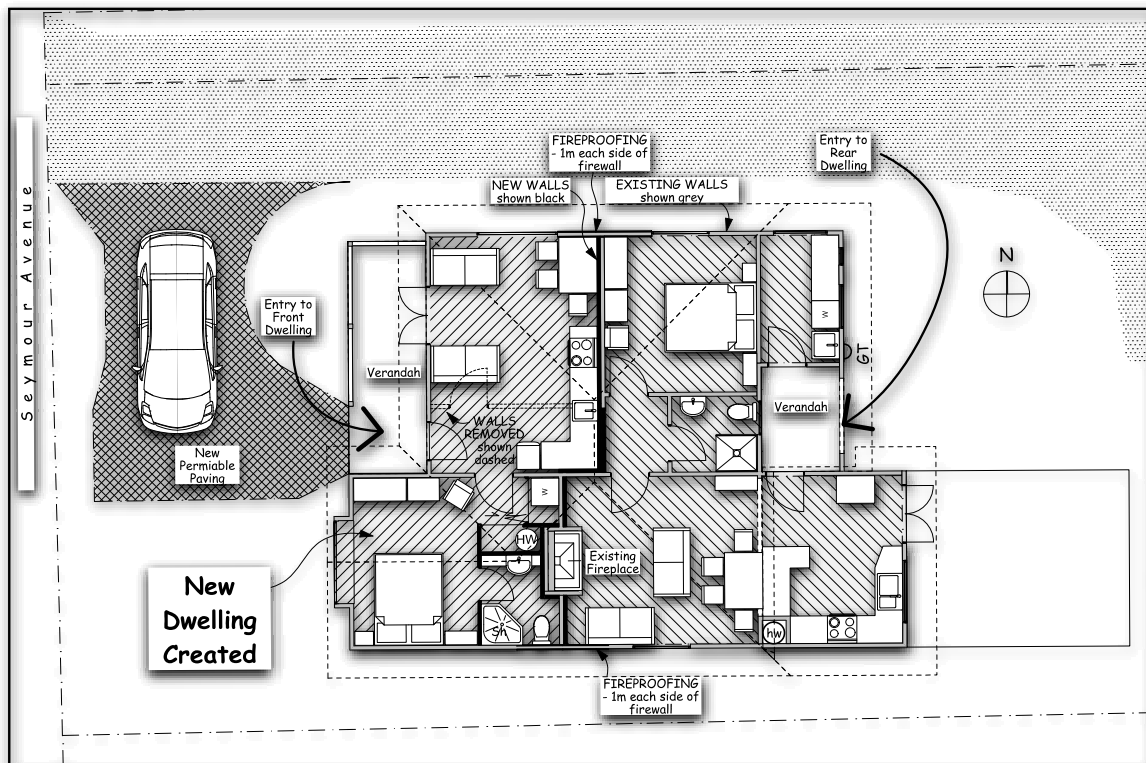 FIREPROOFING
- 1m each side of
firewall
Entry to
Rear
Dwelling
NEW WALLS
shown black
EXISTING WALLS
shown grey
Seymour Avenue
N
Entry to
Front
Dwelling
W
GT
Verandah
Verandah
WALLS
REMOVED
shown
dashed
New
Permiable
Paving
W
HW
Existing
Fireplace
New
Dwelling
Created
Sh
hw
FIREPROOFING
- 1m each side of
firewall